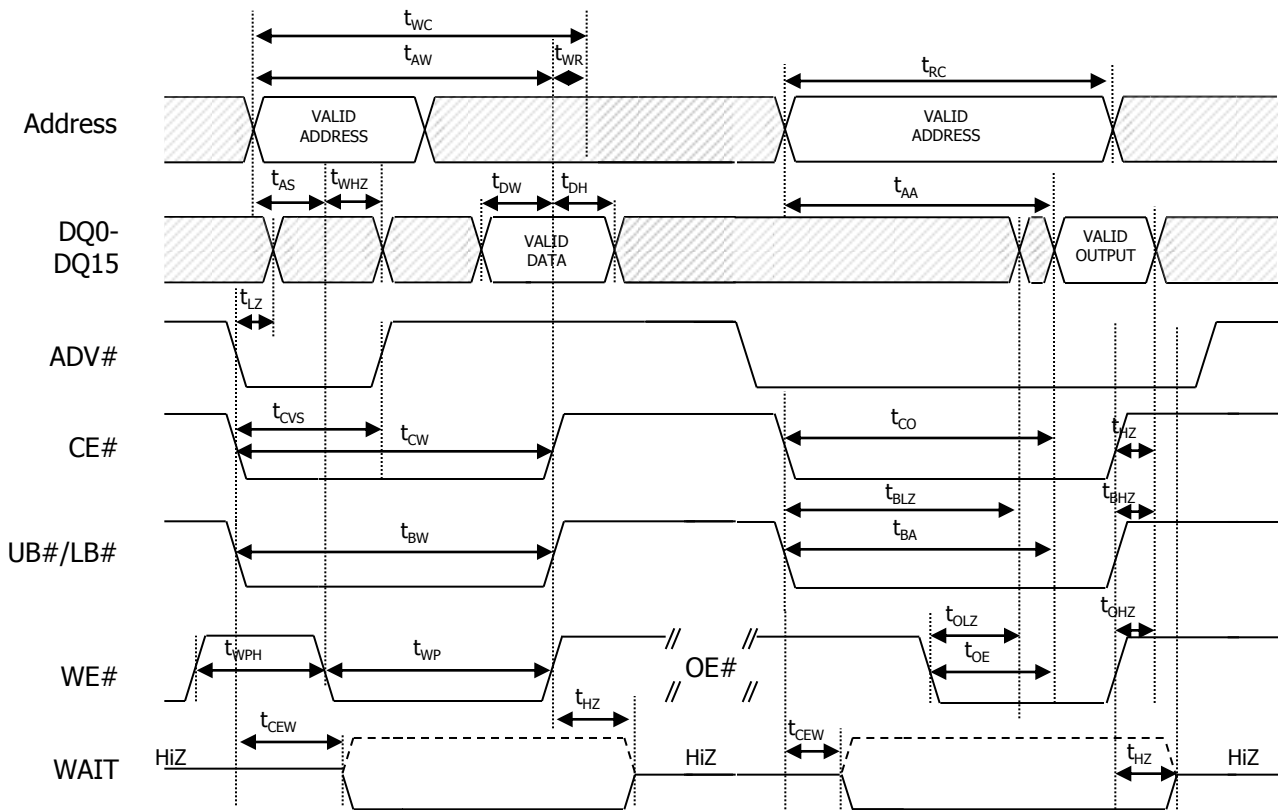 tWC
tAW
tWR
tRC
Address
VALID
ADDRESS
VALID
ADDRESS
tAS
tWHZ
tDW
tDH
tAA
DQ0-
DQ15
VALID
DATA
VALID
OUTPUT
tLZ
ADV#
tCVS
tCW
tCO
tHZ
CE#
tBLZ
tBHZ
UB#/LB#
tBW
tBA
tOLZ
tOHZ
tWPH
tWP
tOE
WE#
//
//
OE#
//
//
tHZ
tCEW
tCEW
tHZ
WAIT
HiZ
HiZ
HiZ